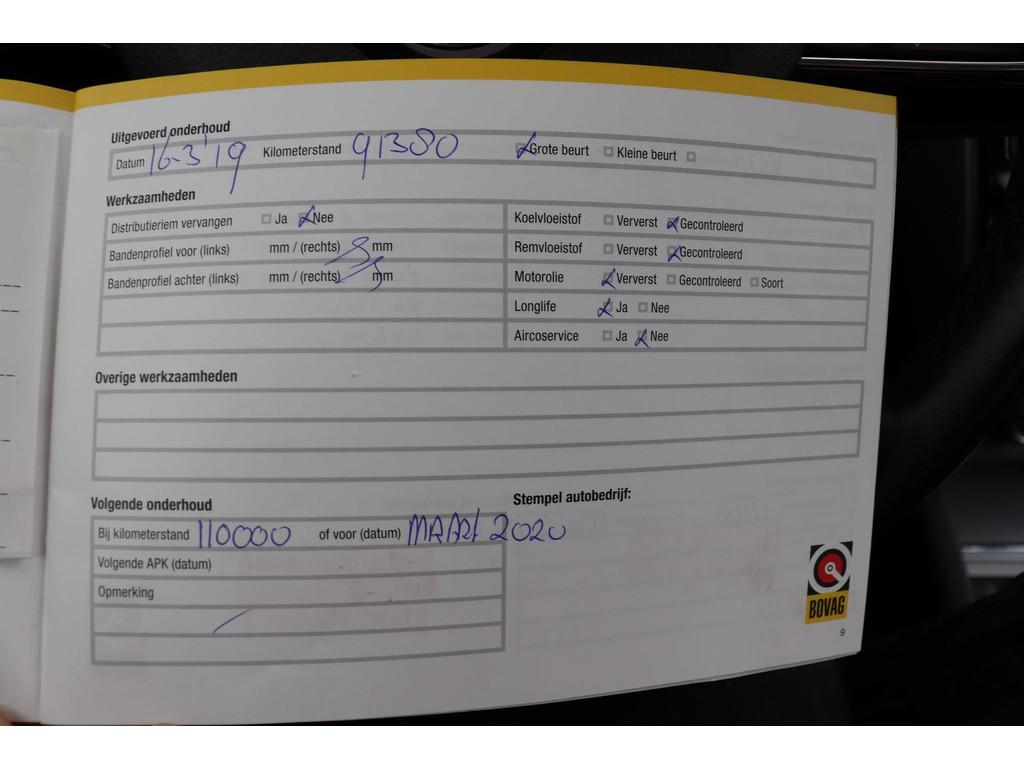 Uitgevoerd onderhoud
Datum 16-3'19 Kilometerstand 91380 Grote beurt Kleine beurt
Werkzaamheden
Distributieriem vervangen Ja Nee
Koelvloeistof Ververst Gecontroleerd
Bandenprofiel voor (links) mm / (rechts) 5 mm
Remvloeistof Ververst Gecontroleerd
Bandenprofiel achter (links) mm / (rechts) 5 mm
Motorolie Ververst Gecontroleerd Soort
Longlife Ja Nee
Aircoservice Ja Nee
Overige werkzaamheden
Volgende onderhoud
Stempel autobedrijf:
Bij kilometerstand 110000 of voor (datum) MAART 2020
Volgende APK (datum)
Opmerking
BOVAG
9